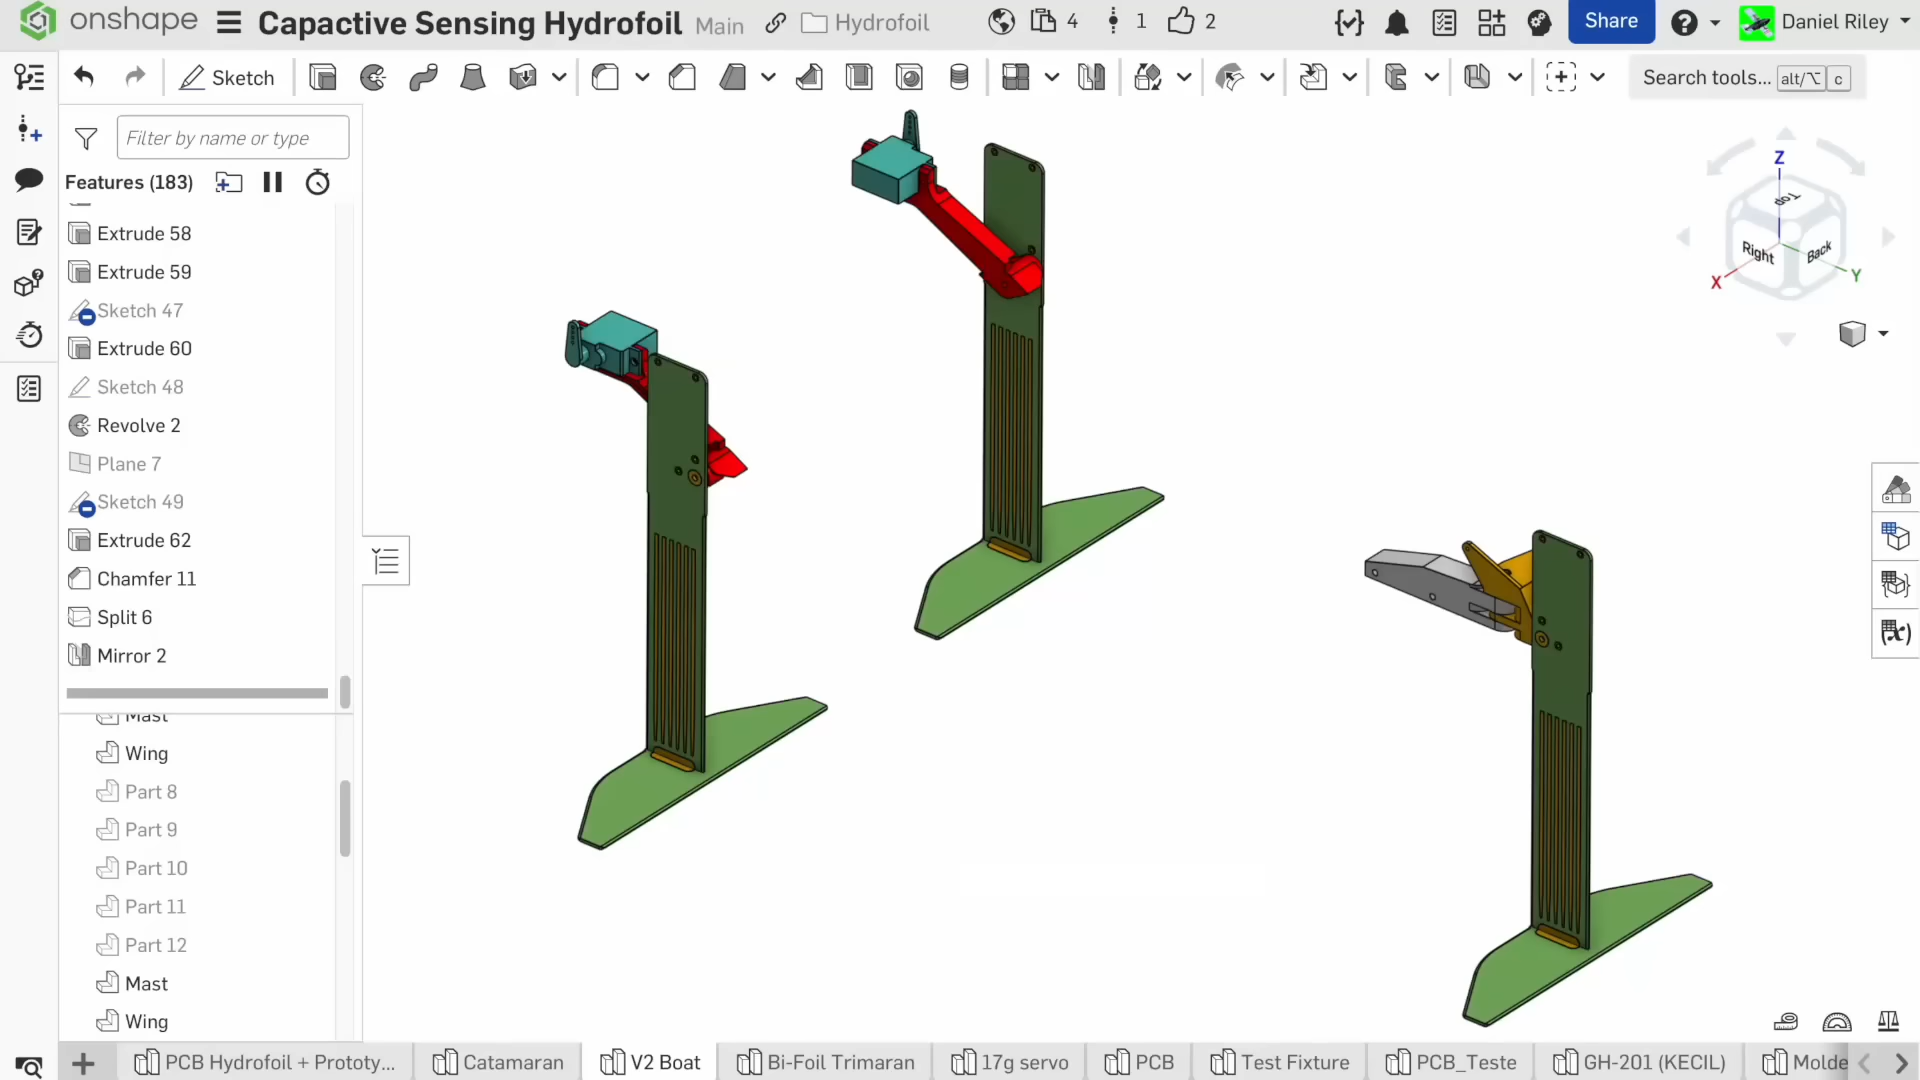 onshape
Capactive Sensing Hydrofoil Main Hydrofoil 4 1 2 Share Daniel Riley
Sketch Search tools... alt/⌥ c
Filter by name or type
Features (183)
Extrude 58
Extrude 59
Sketch 47
Extrude 60
Sketch 48
Revolve 2
Plane 7
Sketch 49
Extrude 62
Chamfer 11
Split 6
Mirror 2
Mast
Wing
Part 8
Part 9
Part 10
Part 11
Part 12
Mast
Wing
Z
Top
Right Back
X Y
PCB Hydrofoil + Prototy... Catamaran V2 Boat Bi-Foil Trimaran 17g servo PCB Test Fixture PCB_Teste GH-201 (KECIL) Molde